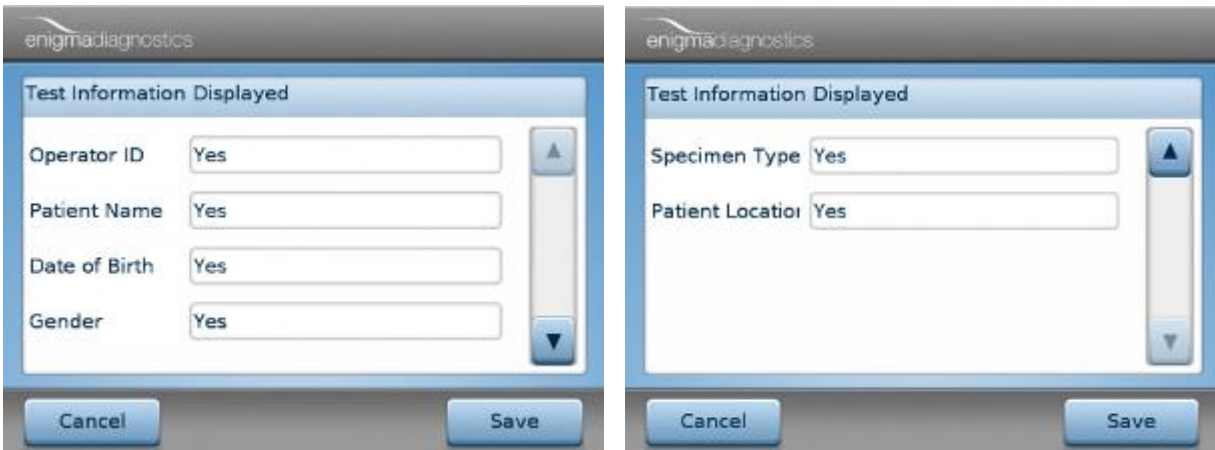 enigmadiagnostics
Test Information Displayed
Operator ID Yes
Patient Name Yes
Date of Birth Yes
Gender Yes
Cancel Save
enigmadiagnostics
Test Information Displayed
Specimen Type Yes
Patient Location Yes
Cancel Save